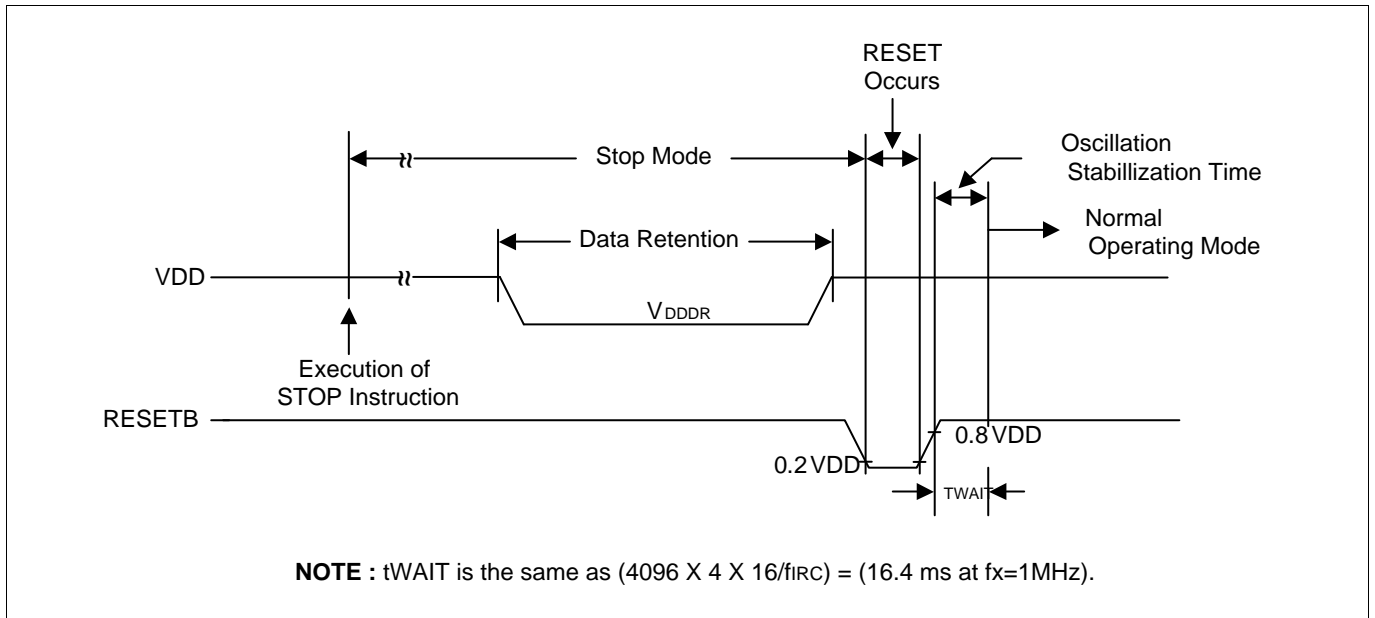 RESET
Occurs
Oscillation
Stabillization Time
Stop Mode
Normal
Operating Mode
Data Retention
VDD
VDDDR
Execution of
STOP Instruction
RESETB
0.8 VDD
0.2 VDD
TWAIT
NOTE : tWAIT is the same as (4096 X 4 X 16/fIRC) = (16.4 ms at fx=1MHz).